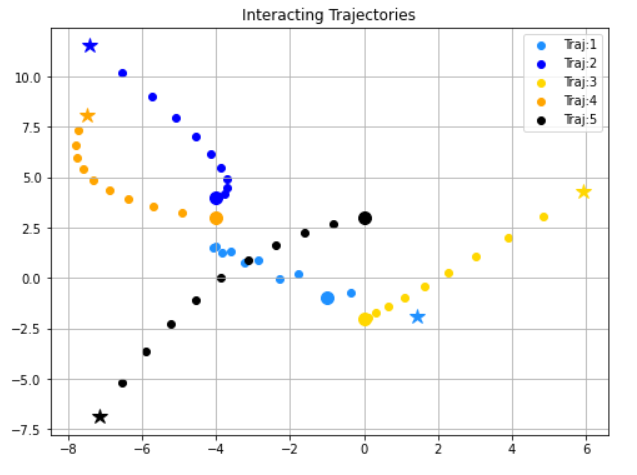 Interacting Trajectories
Traj:1
Traj:2
Traj:3
Traj:4
Traj:5
10.0
7.5
5.0
2.5
0.0
−2.5
−5.0
−7.5
−8 −6 −4 −2 0 2 4 6